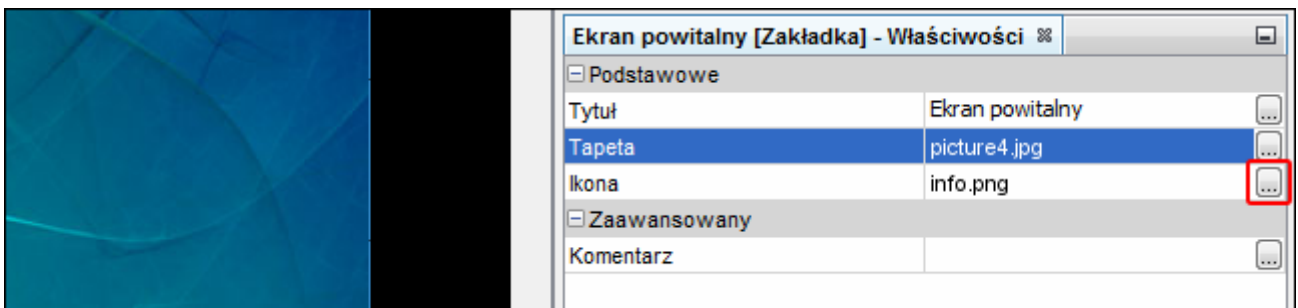 Ekran powitalny [Zakładka] - Właściwości
Podstawowe
Tytuł Ekran powitalny ...
Tapeta picture4.jpg ...
Ikona info.png ...
Zaawansowany
Komentarz ...